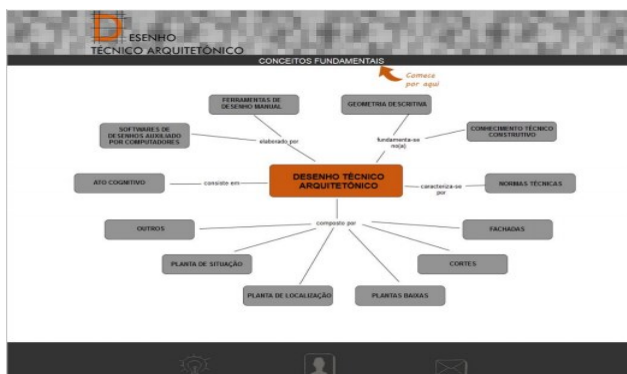 DESENHO
TÉCNICO ARQUITETÔNICO
CONCEITOS FUNDAMENTAIS
Comece
por aqui
FERRAMENTAS DE
DESENHO MANUAL
GEOMETRIA DESCRITIVA
SOFTWARES DE
DESENHOS AUXILIADO
POR COMPUTADORES
elaborado por
fundamenta-se
no(a)
CONHECIMENTO TÉCNICO
CONSTRUTIVO
DESENHO TÉCNICO
ARQUITETÔNICO
ATO COGNITIVO
consiste em
caracteriza-se
por
NORMAS TÉCNICAS
composto por
OUTROS
FACHADAS
PLANTA DE SITUAÇÃO
CORTES
PLANTA DE LOCALIZAÇÃO
PLANTAS BAIXAS